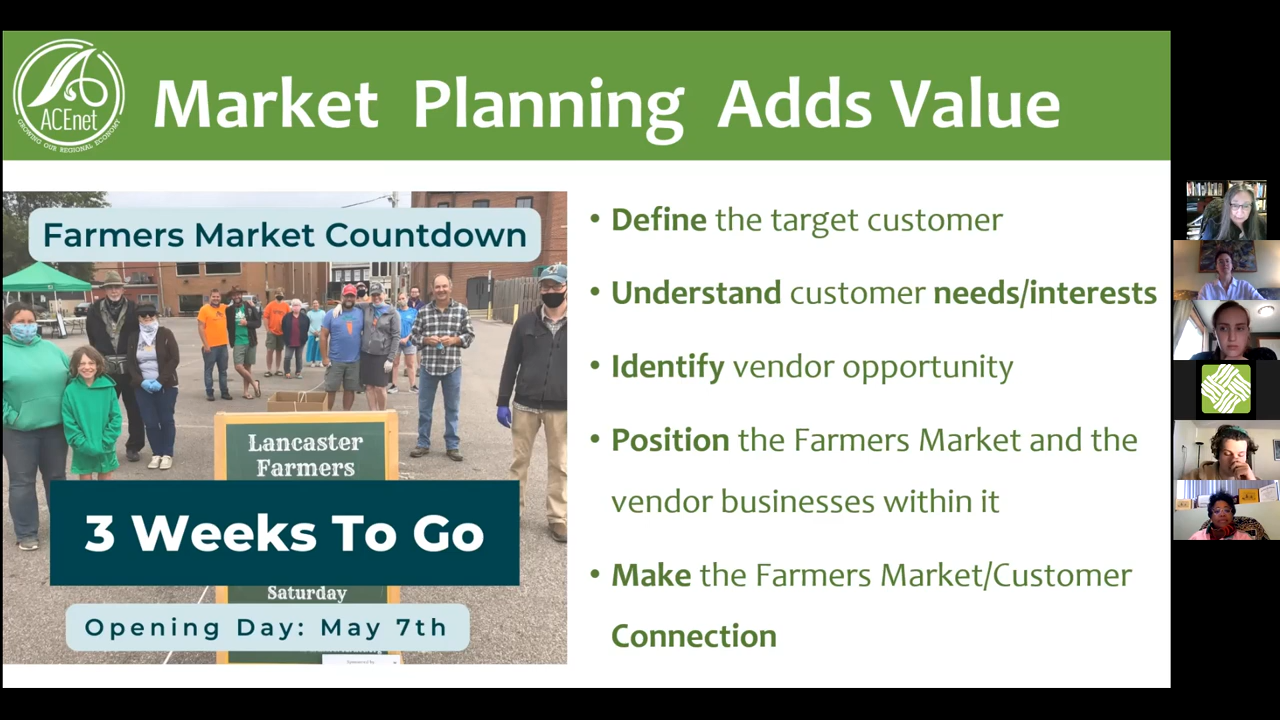 ACEnet
GROWING OUR REGIONAL ECONOMY
Market Planning Adds Value
Farmers Market Countdown
Lancaster
Farmers
3 Weeks To Go
Saturday
Opening Day: May 7th
• Define the target customer
• Understand customer needs/interests
• Identify vendor opportunity
• Position the Farmers Market and the
vendor businesses within it
• Make the Farmers Market/Customer
Connection